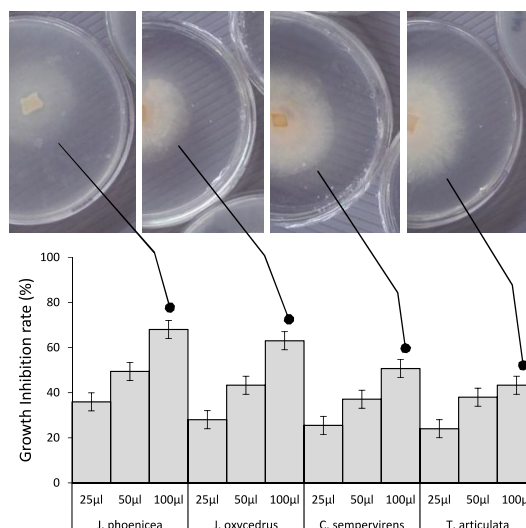 100
80
60
40
20
0
Growth Inhibition rate (%)
25µl 50µl 100µl 25µl 50µl 100µl 25µl 50µl 100µl 25µl 50µl 100µl
J. phoenicea J. oxycedrus C. sempervirens T. articulata